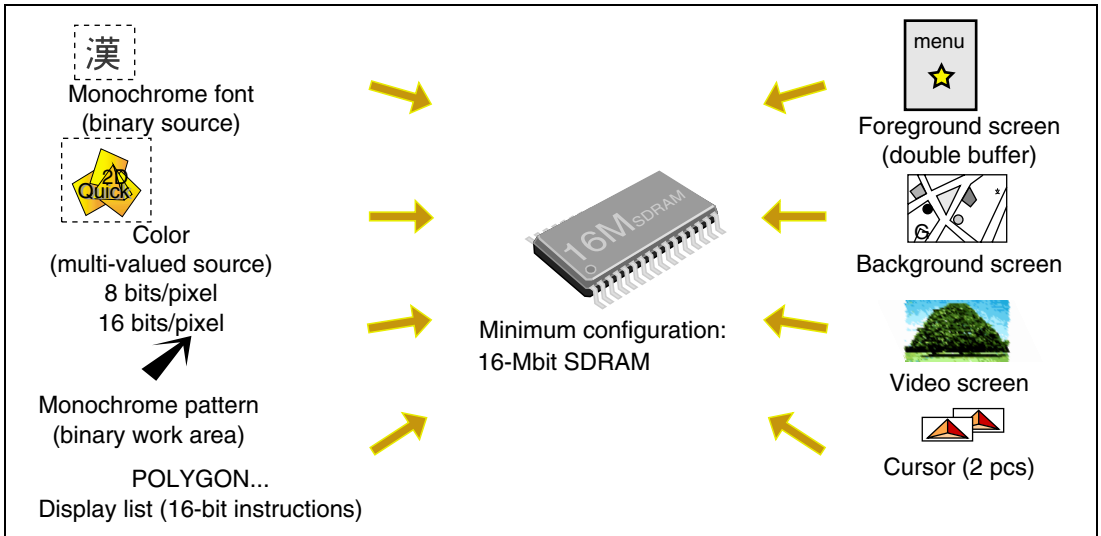 漢
Monochrome font
(binary source)
2D
Quick
Color
(multi-valued source)
8 bits/pixel
16 bits/pixel
Monochrome pattern
(binary work area)
POLYGON...
Display list (16-bit instructions)
16M SDRAM
Minimum configuration:
16-Mbit SDRAM
menu
Foreground screen
(double buffer)
G
Background screen
Video screen
Cursor (2 pcs)